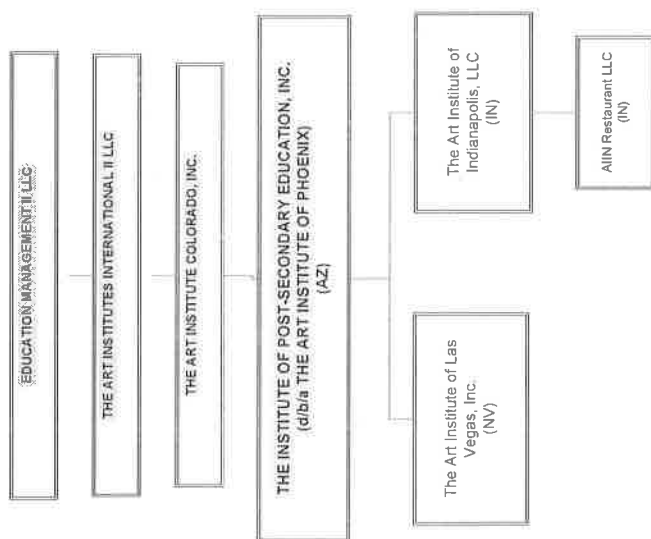 EDUCATION MANAGEMENT II LLC
THE ART INSTITUTES INTERNATIONAL II LLC
THE ART INSTITUTE COLORADO, INC.
THE INSTITUTE OF POST-SECONDARY EDUCATION, INC.
(d/b/a THE ART INSTITUTE OF PHOENIX)
(AZ)
The Art Institute of Las
Vegas, Inc.
(NV)
The Art Institute of
Indianapolis, LLC
(IN)
AIIN Restaurant LLC
(IN)